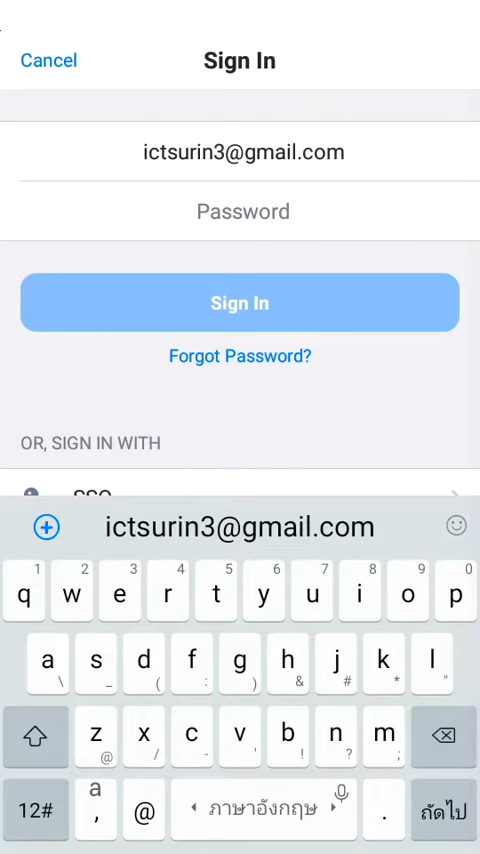 Cancel
Sign In
ictsurin3@gmail.com
Password
Sign In
Forgot Password?
OR, SIGN IN WITH
SSO
ictsurin3@gmail.com
1 2 3 4 5 6 7 8 9 0
q w e r t y u i o p
a s d f g h j k l
\ _ ( : ) & # * "
z x c v b n m
@ / - ' ! ? ;
12# a , @ ภาษาอังกฤษ . ถัดไป